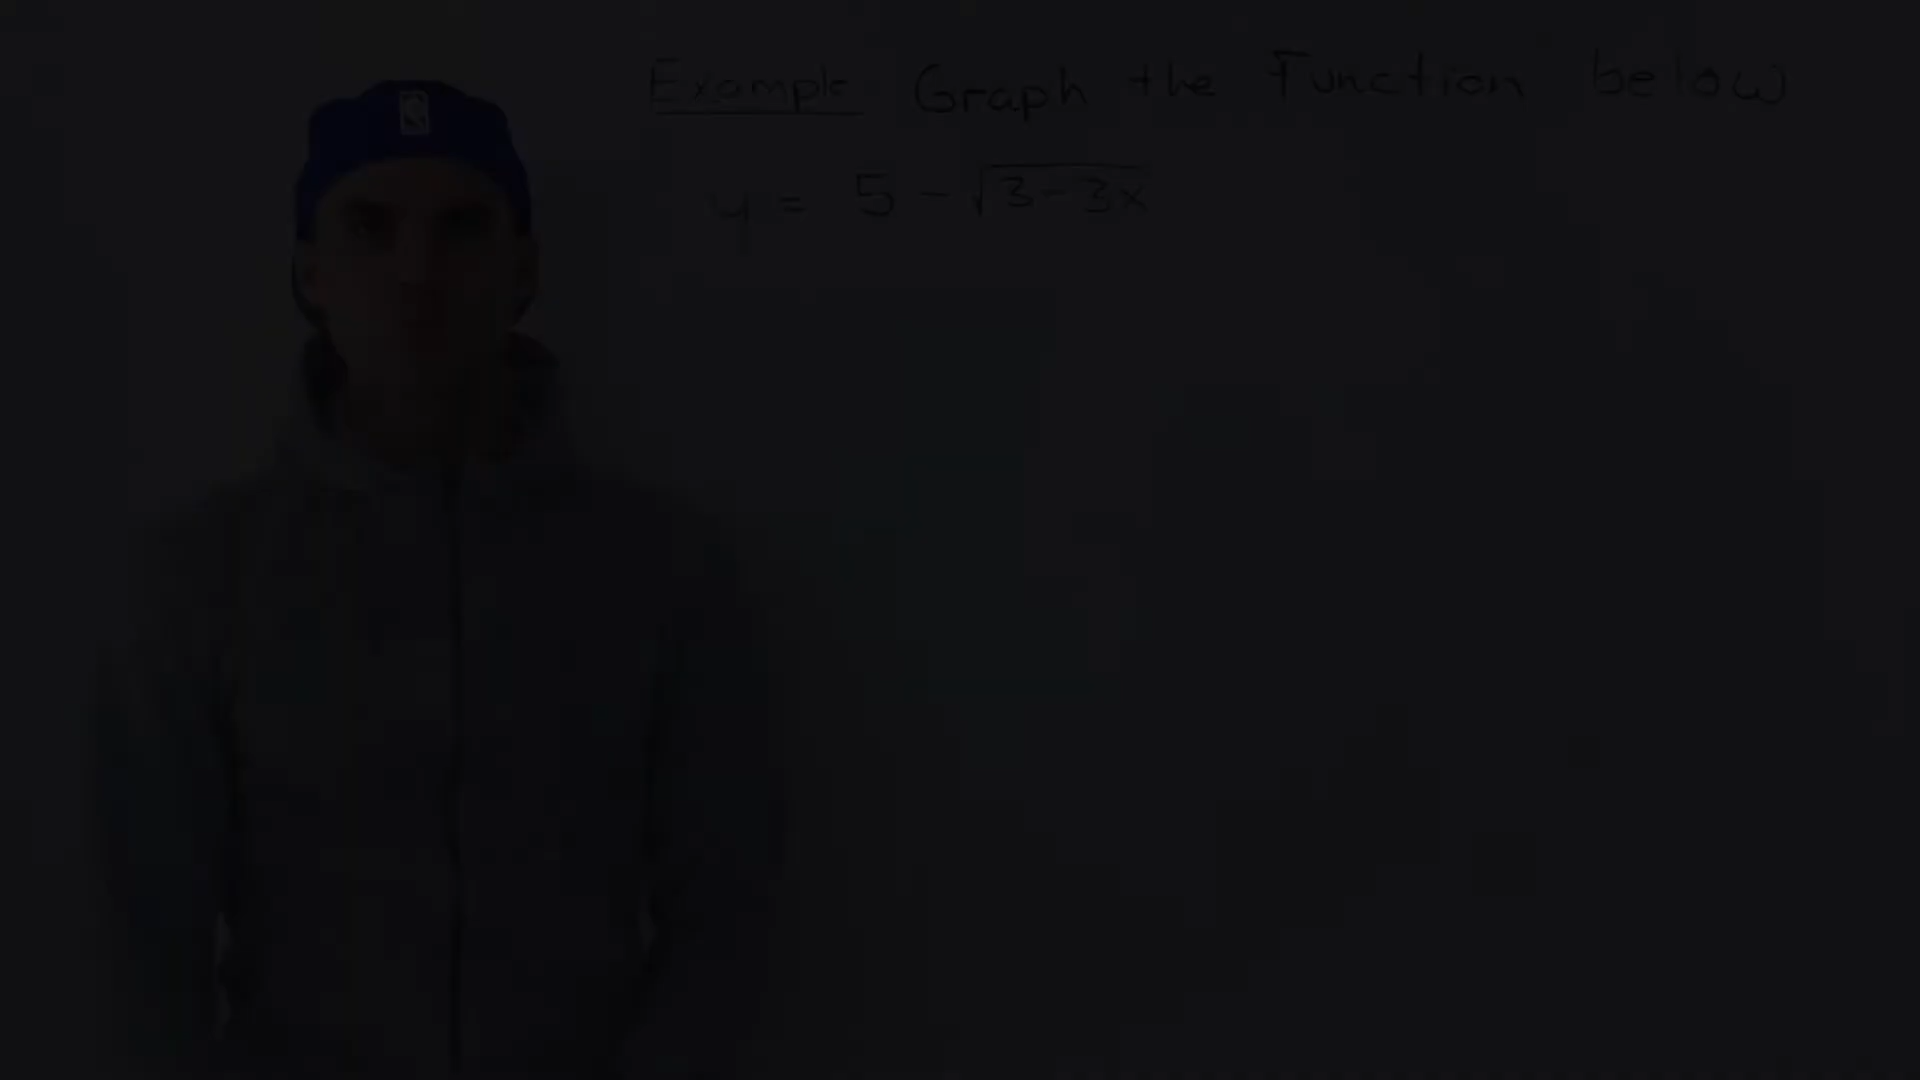 Example Graph the Function below
y = 5 - √3-3x